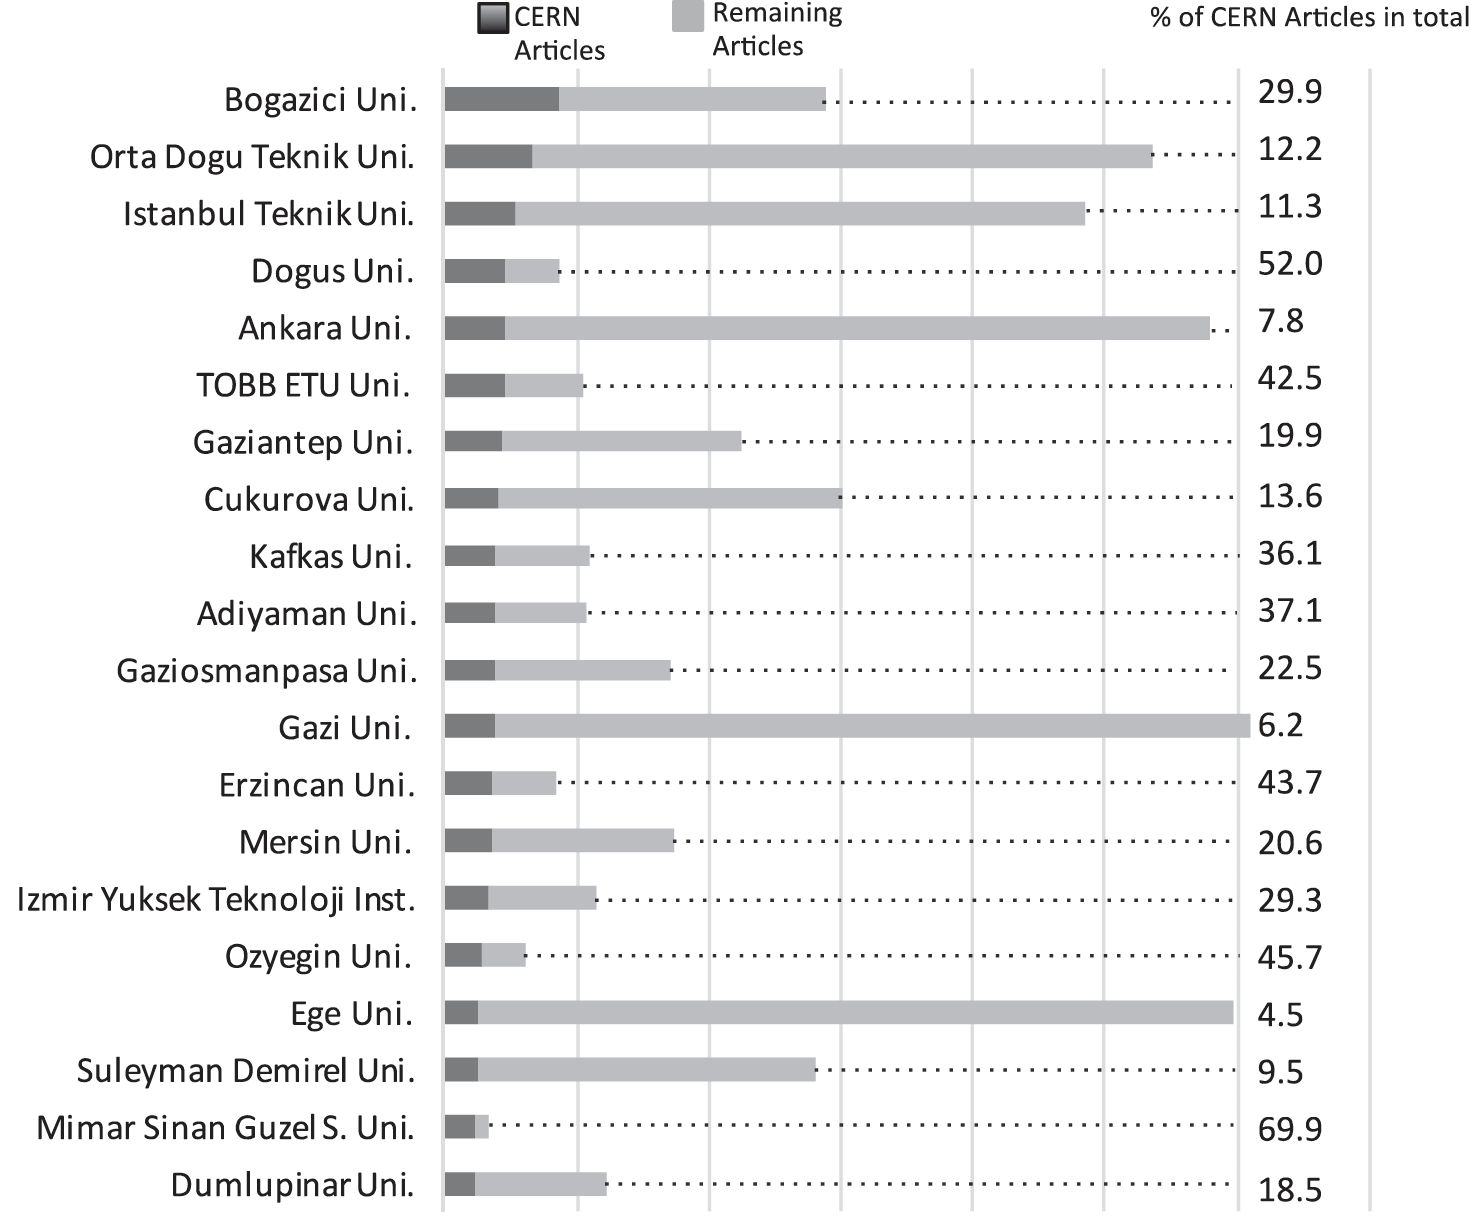 CERN Articles
Remaining Articles
% of CERN Articles in total
Bogazici Uni. 29.9
Orta Dogu Teknik Uni. 12.2
Istanbul Teknik Uni. 11.3
Dogus Uni. 52.0
Ankara Uni. 7.8
TOBB ETU Uni. 42.5
Gaziantep Uni. 19.9
Cukurova Uni. 13.6
Kafkas Uni. 36.1
Adiyaman Uni. 37.1
Gaziosmanpasa Uni. 22.5
Gazi Uni. 6.2
Erzincan Uni. 43.7
Mersin Uni. 20.6
Izmir Yuksek Teknoloji Inst. 29.3
Ozyegin Uni. 45.7
Ege Uni. 4.5
Suleyman Demirel Uni. 9.5
Mimar Sinan Guzel S. Uni. 69.9
Dumlupinar Uni. 18.5